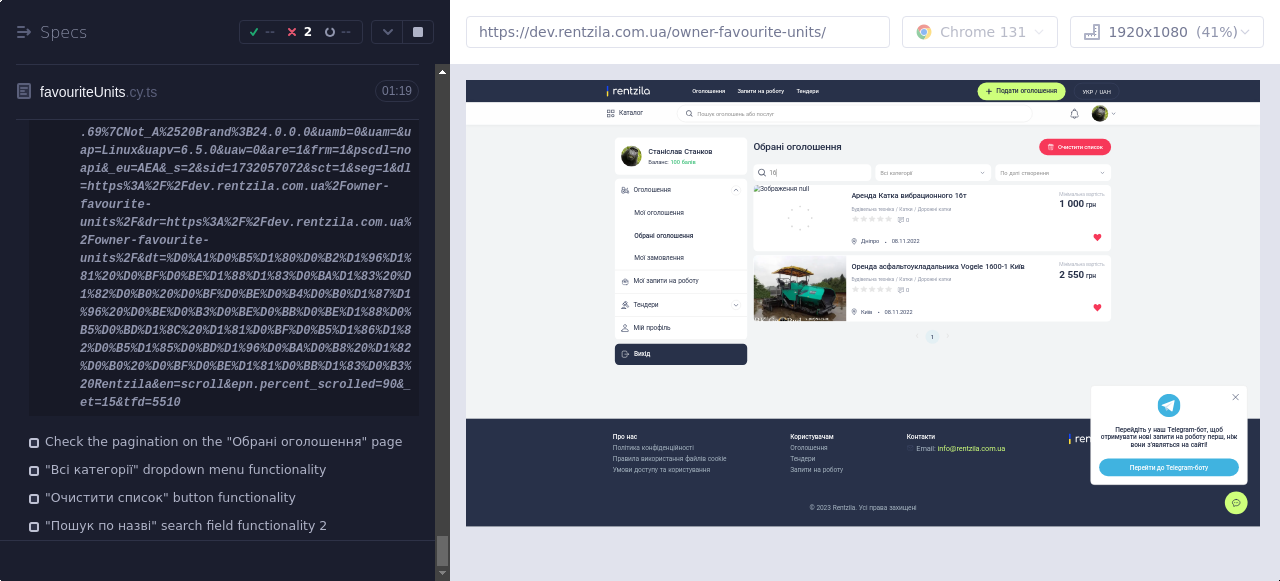 Specs
-- 2 --
favouriteUnits.cy.ts
01:19
.69%7CNot_A%2520Brand%3B24.0.0.0&uamb=0&uam=&u
ap=Linux&uapv=6.5.0&uaw=0&are=1&frm=1&pscdl=no
api&_eu=AEA&_s=2&sid=1732057072&sct=1&seg=1&dl
=https%3A%2F%2Fdev.rentzila.com.ua%2Fowner-
favourite-
units%2F&dr=https%3A%2F%2Fdev.rentzila.com.ua%
2Fowner-favourite-
units%2F&dt=%D0%A1%D0%B5%D1%80%D0%B2%D1%96%D1%
81%20%D0%BF%D0%BE%D1%88%D1%83%D0%BA%D1%83%20%D
1%82%D0%B0%20%D0%BF%D0%BE%D0%B4%D0%B0%D1%87%D1
%96%20%D0%BE%D0%B3%D0%BE%D0%BB%D0%BE%D1%88%D0%
B5%D0%BD%D1%8C%20%D1%81%D0%BF%D0%B5%D1%86%D1%8
2%D0%B5%D1%85%D0%BD%D1%96%D0%BA%D0%B8%20%D1%82
%D0%B0%20%D0%BF%D0%BE%D1%81%D0%BB%D1%83%D0%B3%
20Rentzila&en=scroll&epn.percent_scrolled=90&_
et=15&tfd=5510
Check the pagination on the "Обрані оголошення" page
"Всі категорії" dropdown menu functionality
"Очистити список" button functionality
"Пошук по назві" search field functionality 2
https://dev.rentzila.com.ua/owner-favourite-units/
Chrome 131
1920x1080 (41%)
rentzila
Оголошення Запити на роботу Тендери
Подати оголошення
УКР / UAH
Каталог
Пошук оголошень або послуг
Станіслав Станков
Баланс: 100 балів
Оголошення
Мої оголошення
Обрані оголошення
Мої замовлення
Мої запити на роботу
Тендери
Мій профіль
Вихід
Обрані оголошення
Очистити список
16
Всі категорії
По даті створення
Зображення null
Аренда Катка вибрационного 16т
Будівельна техніка / Катки / Дорожні катки
0
Дніпро • 08.11.2022
Мінімальна вартість
1 000 грн
Оренда асфальтоукладальника Vogele 1600-1 Київ
Будівельна техніка / Катки / Дорожні катки
0
Київ • 08.11.2022
Мінімальна вартість
2 550 грн
1
Про нас
Політика конфіденційності
Правила використання файлів cookie
Умови доступу та користування
Користувачам
Оголошення
Тендери
Запити на роботу
Контакти
Email: info@rentzila.com.ua
ren
Перейдіть у наш Telegram-бот, щоб
отримувати нові запити на роботу перш, ніж
вони з'являться на сайті!
Перейти до Telegram-боту
© 2023 Rentzila. Усі права захищені